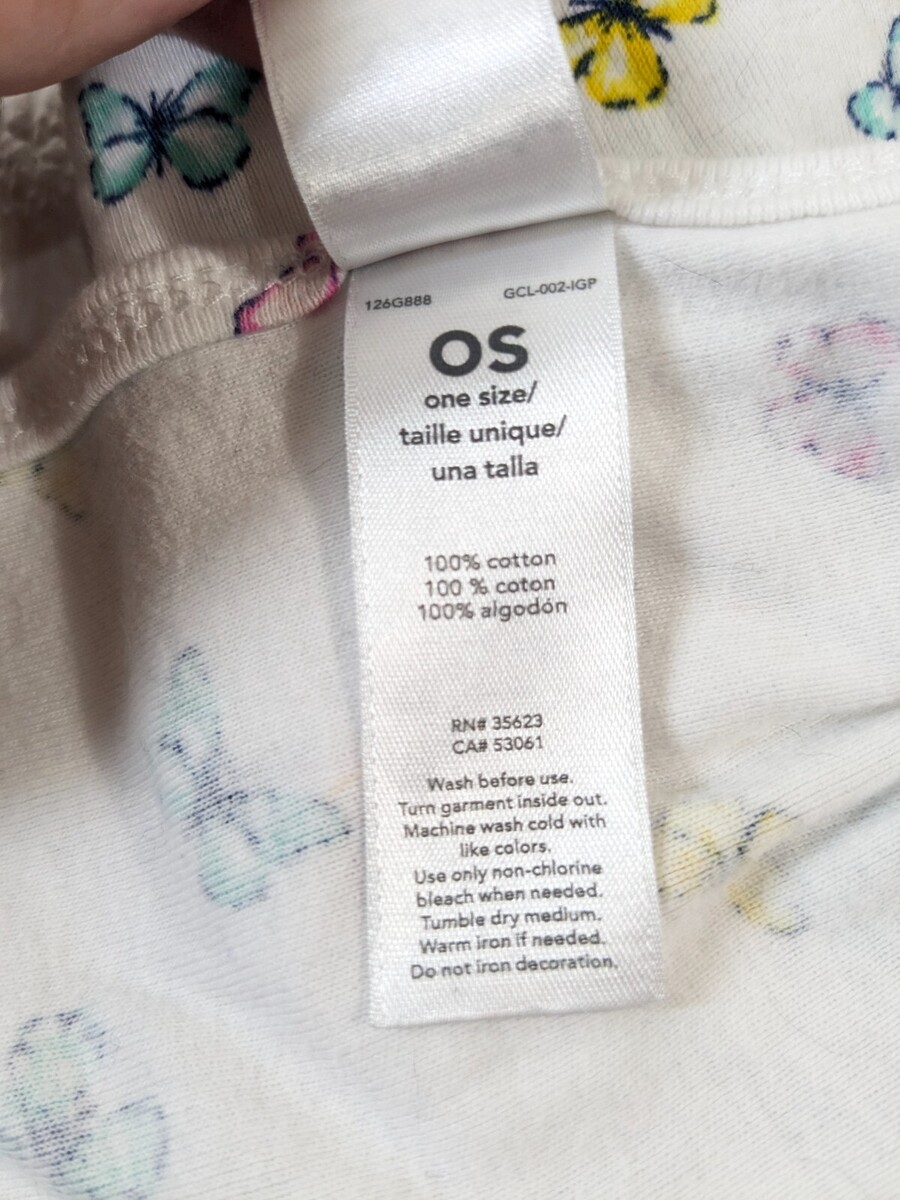 126G888 GCL-002-IGP
OS
one size/
taille unique/
una talla
100% cotton
100 % coton
100% algodón
RN# 35623
CA# 53061
Wash before use.
Turn garment inside out.
Machine wash cold with
like colors.
Use only non-chlorine
bleach when needed.
Tumble dry medium.
Warm iron if needed.
Do not iron decoration.